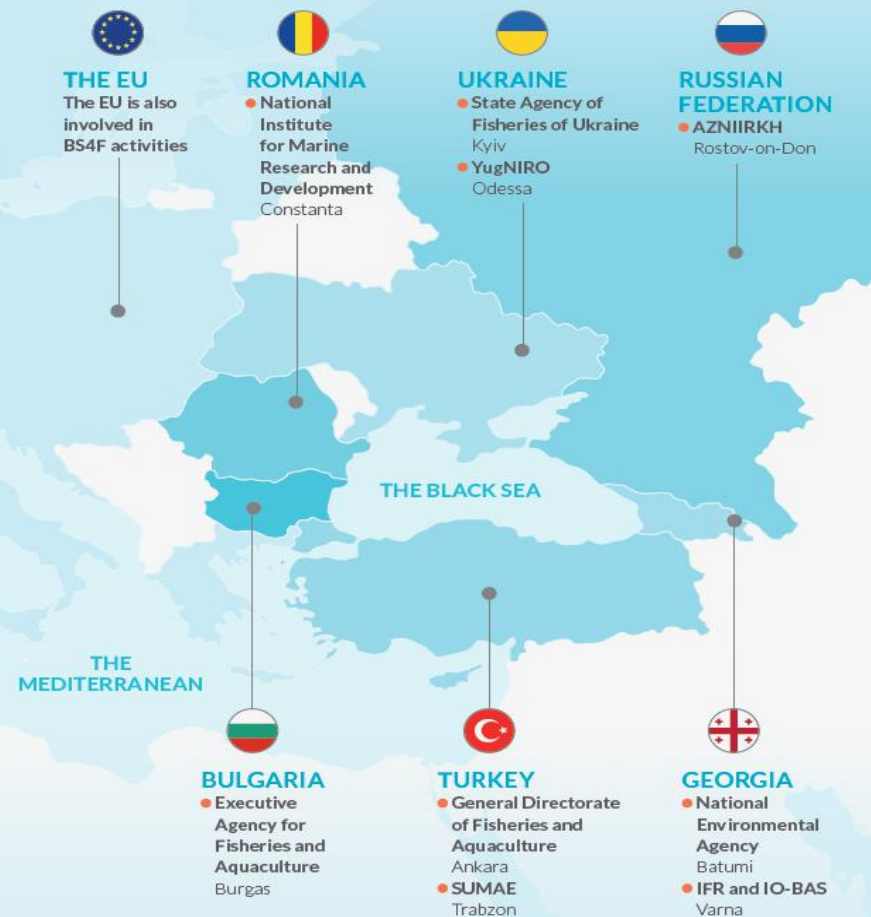 THE EU
The EU is also
involved in
BS4F activities
ROMANIA
National
Institute
for Marine
Research and
Development
Constanta
UKRAINE
State Agency of
Fisheries of Ukraine
Kyiv
YugNIRO
Odessa
RUSSIAN
FEDERATION
AZNIIRKH
Rostov-on-Don
THE BLACK SEA
THE
MEDITERRANEAN
BULGARIA
Executive
Agency for
Fisheries and
Aquaculture
Burgas
TURKEY
General Directorate
of Fisheries and
Aquaculture
Ankara
SUMAE
Trabzon
GEORGIA
National
Environmental
Agency
Batumi
IFR and IO-BAS
Varna